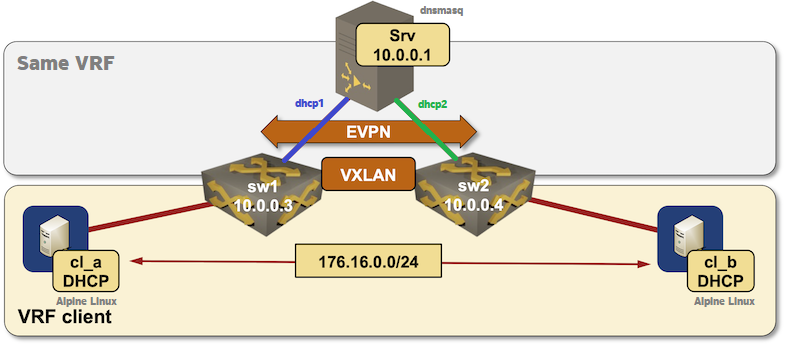 dnsmasq
Srv
10.0.0.1
Same VRF
dhcp1
dhcp2
EVPN
VXLAN
sw1
10.0.0.3
sw2
10.0.0.4
cl_a
DHCP
Alpine Linux
176.16.0.0/24
cl_b
DHCP
Alpine Linux
VRF client